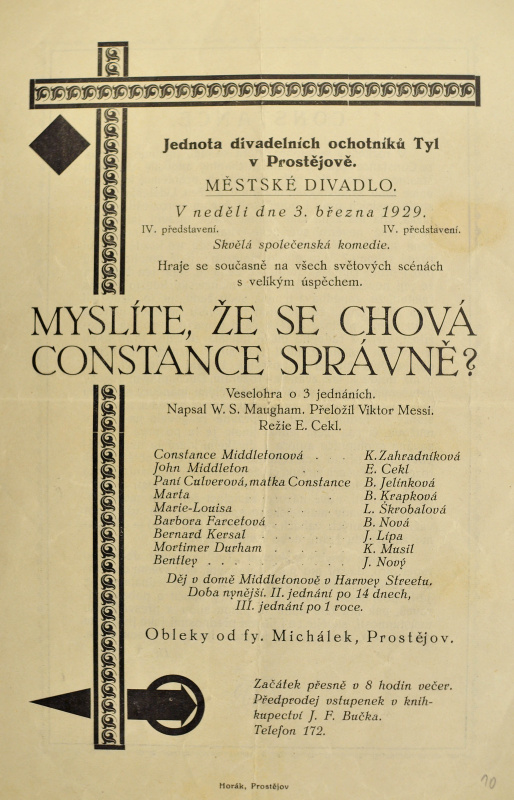 Jednota divadelních ochotníků Tyl
v Prostějově.
MĚSTSKÉ DIVADLO.
V neděli dne 3. března 1929.
IV. představení. IV. představení.
Skvělá společenská komedie.
Hraje se současně na všech světových scénách
s velikým úspěchem.
MYSLÍTE, ŽE SE CHOVÁ
CONSTANCE SPRÁVNĚ?
Veselohra o 3 jednáních.
Napsal W. S. Maugham. Přeložil Viktor Messi.
Režie E. Cekl.
Constance Middletonová . . K. Zahradníková
John Middleton . . . . E. Cekl
Paní Culverová, matka Constance B. Jelínková
Marta . B. Krapková
Marie-Louisa . . . . . L. Škrobalová
Barbora Farcetová . . . . B. Nová
Bernard Kersal . . . . . J. Lípa
Mortimer Durham . . . . K. Musil
Bentley . . . . . . J. Nový
Děj v domě Middletonově v Harwey Streetu.
Doba nynější. II. jednání po 14 dnech,
III. jednání po 1 roce.
Obleky od fy. Michálek, Prostějov.
Začátek přesně v 8 hodin večer.
Předprodej vstupenek v knih-
kupectví J. F. Bučka.
Telefon 172.
Horák, Prostějov
10